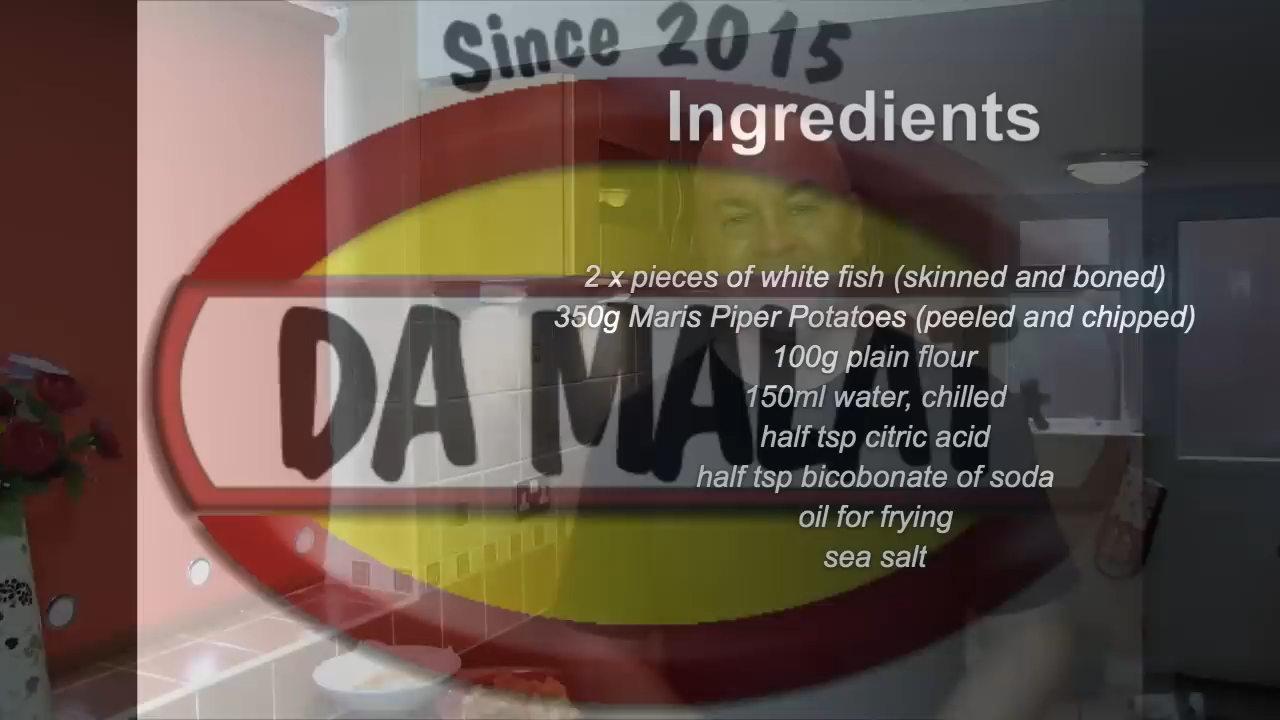 Since 2015
Ingredients
2 x pieces of white fish (skinned and boned)
350g Maris Piper Potatoes (peeled and chipped)
DA MALAT
100g plain flour
150ml water, chilled
half tsp citric acid
half tsp bicobonate of soda
oil for frying
sea salt